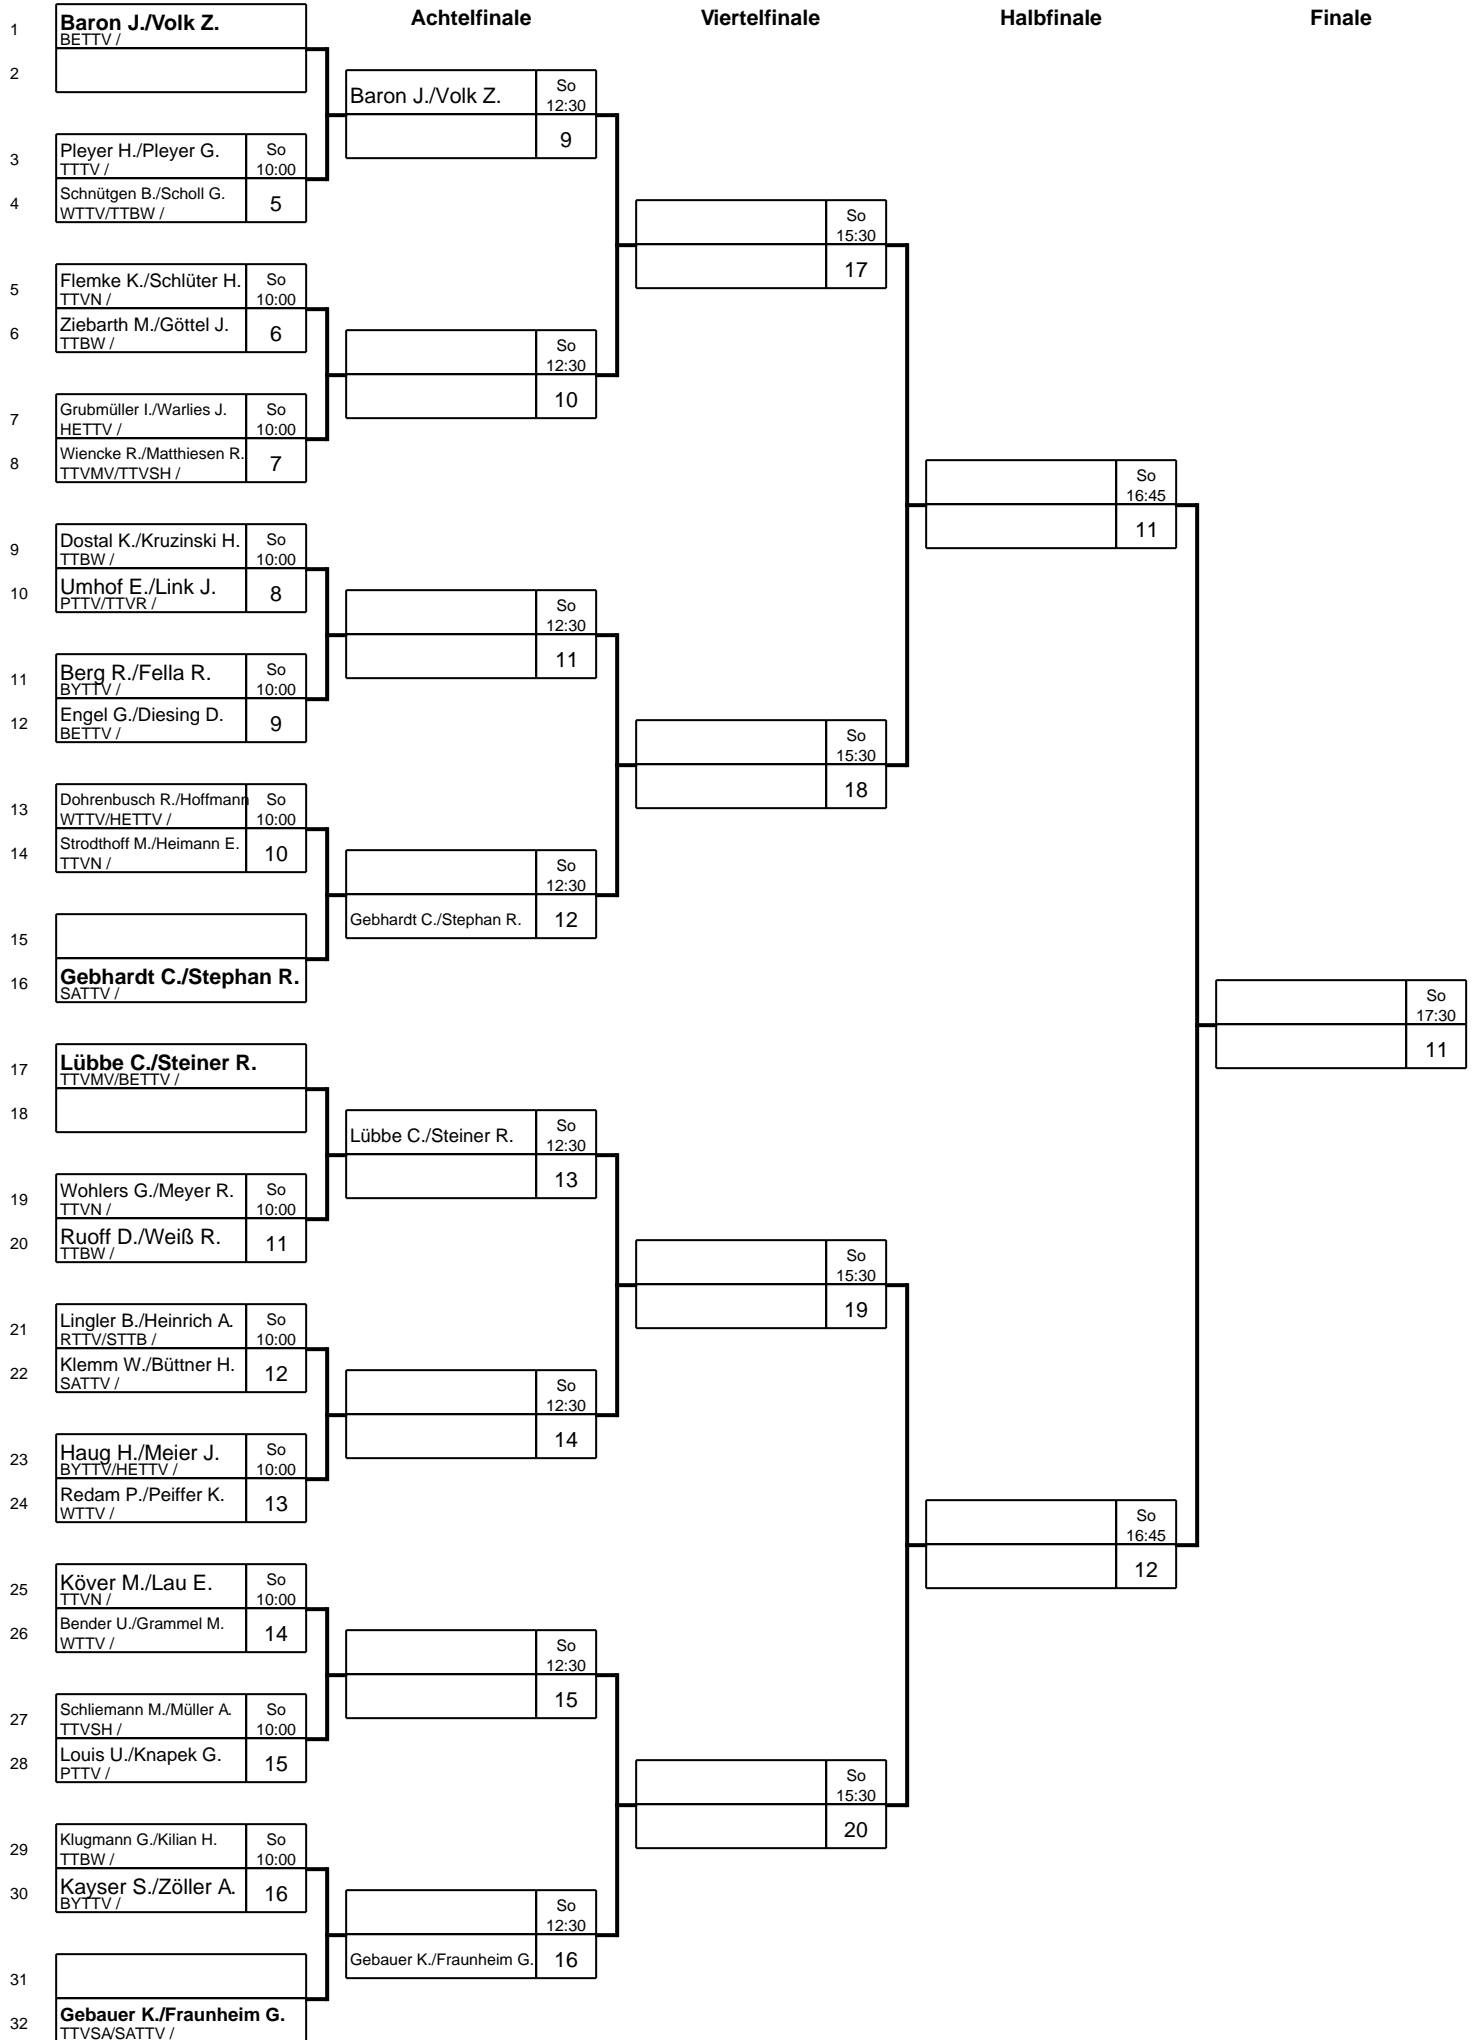 Achtelfinale Viertelfinale Halbfinale Finale
1 Baron J./Volk Z.
BETTV /
2
3 Pleyer H./Pleyer G. So
TTTV / 10:00
4 Schnütgen B./Scholl G. 5
WTTV/TTBW /
5 Flemke K./Schlüter H. So
TTVN / 10:00
6 Ziebarth M./Göttel J. 6
TTBW /
7 Grubmüller I./Warlies J. So
HETTV / 10:00
8 Wiencke R./Matthiesen R. 7
TTVMV/TTVSH /
9 Dostal K./Kruzinski H. So
TTBW / 10:00
10 Umhof E./Link J. 8
PTTV/TTVR /
11 Berg R./Fella R. So
BYTTV / 10:00
12 Engel G./Diesing D. 9
BETTV /
13 Dohrenbusch R./Hoffmann So
WTTV/HETTV / 10:00
14 Strodthoff M./Heimann E. 10
TTVN /
15
16 Gebhardt C./Stephan R.
SATTV /
17 Lübbe C./Steiner R.
TTVMV/BETTV /
18
19 Wohlers G./Meyer R. So
TTVN / 10:00
20 Ruoff D./Weiß R. 11
TTBW /
21 Lingler B./Heinrich A. So
RTTV/STTB / 10:00
22 Klemm W./Büttner H. 12
SATTV /
23 Haug H./Meier J. So
BYTTV/HETTV / 10:00
24 Redam P./Peiffer K. 13
WTTV /
25 Köver M./Lau E. So
TTVN / 10:00
26 Bender U./Grammel M. 14
WTTV /
27 Schliemann M./Müller A. So
TTVSH / 10:00
28 Louis U./Knapek G. 15
PTTV /
29 Klugmann G./Kilian H. So
TTBW / 10:00
30 Kayser S./Zöller A. 16
BYTTV /
31
32 Gebauer K./Fraunheim G.
TTVSA/SATTV /
Baron J./Volk Z. So
12:30
9
So
12:30
10
So
12:30
11
So
12:30
Gebhardt C./Stephan R. 12
Lübbe C./Steiner R. So
12:30
13
So
12:30
14
So
12:30
15
So
12:30
Gebauer K./Fraunheim G. 16
So
15:30
17
So
15:30
18
So
15:30
19
So
15:30
20
So
16:45
11
So
16:45
12
So
17:30
11